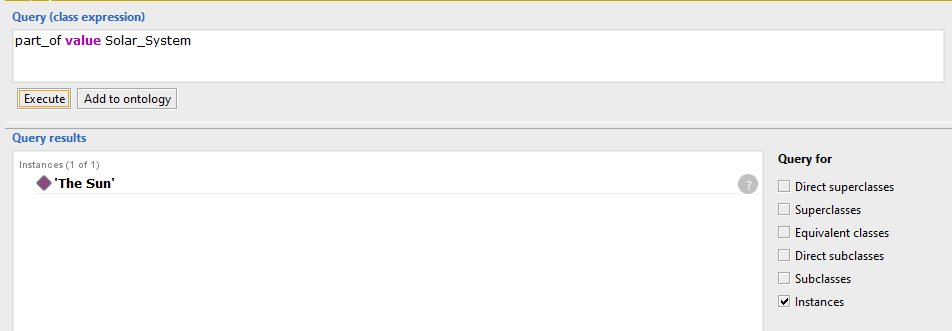 Query (class expression)
part_of value Solar_System
Execute Add to ontology
Query results
Instances (1 of 1)
'The Sun' ?
Query for
Direct superclasses
Superclasses
Equivalent classes
Direct subclasses
Subclasses
Instances